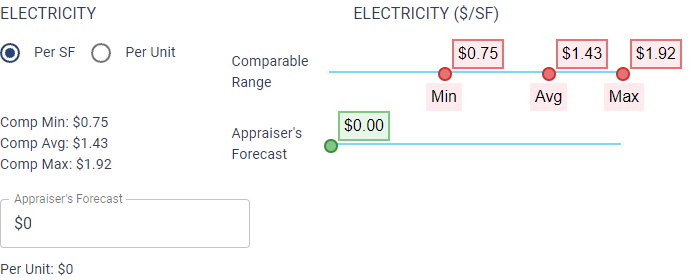 ELECTRICITY
Per SF
Per Unit
Comp Min: $0.75
Comp Avg: $1.43
Comp Max: $1.92
Appraiser's Forecast
$0
Per Unit: $0
ELECTRICITY ($/SF)
Comparable
Range
$0.75
$1.43
$1.92
Min
Avg
Max
Appraiser's
Forecast
$0.00